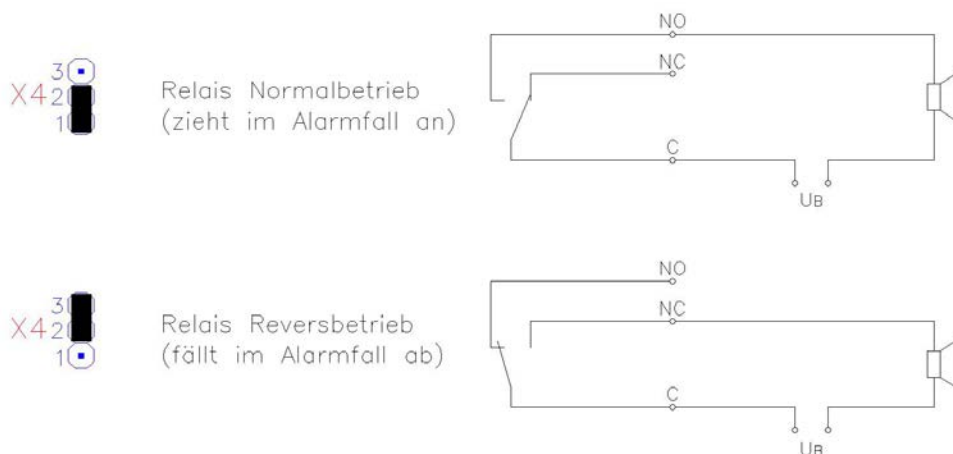 NO
NC
3
X4 2
1
Relais Normalbetrieb
(zieht im Alarmfall an)
C
UB
NO
NC
3
X4 2
1
Relais Reversbetrieb
(fällt im Alarmfall ab)
C
UB